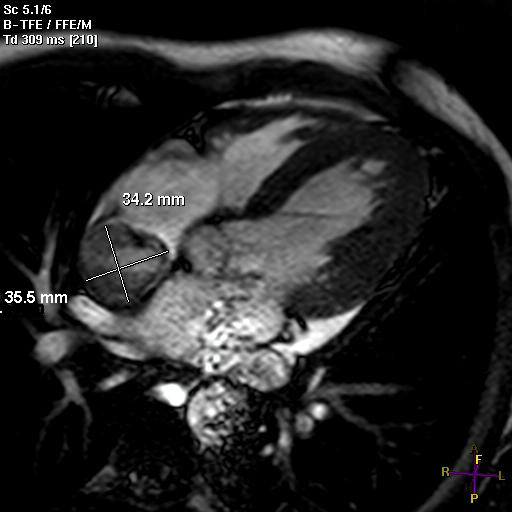 Sc 5.1/6
B-TFE / FFE/M
Td 309 ms [210]
34.2 mm
35.5 mm
A
F
R
L
P